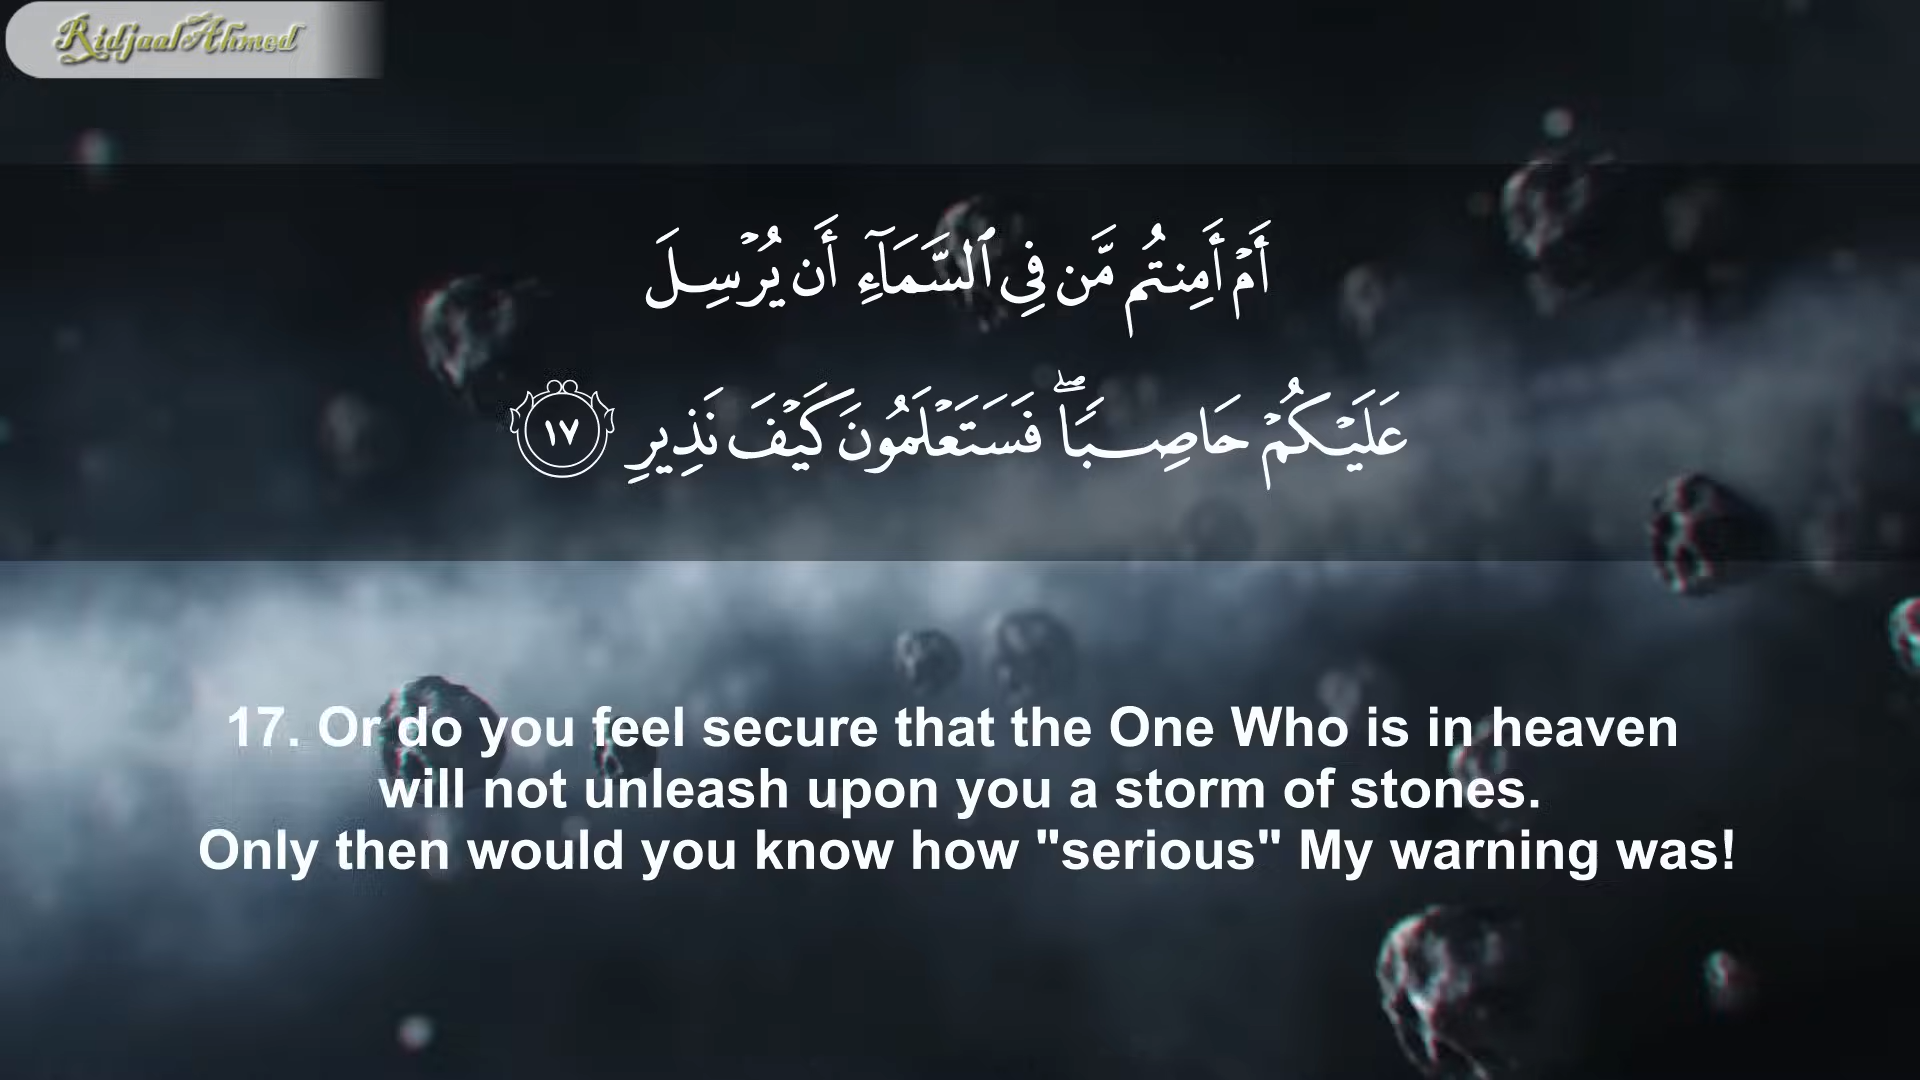 Ridjaal Ahmed
أَمْ أَمِنتُم مَّن فِى ٱلسَّمَآءِ أَن يُرْسِلَ
عَلَيْكُمْ حَاصِبًا ۖ فَسَتَعْلَمُونَ كَيْفَ نَذِيرِ ١٧
17. Or do you feel secure that the One Who is in heaven
will not unleash upon you a storm of stones.
Only then would you know how "serious" My warning was!